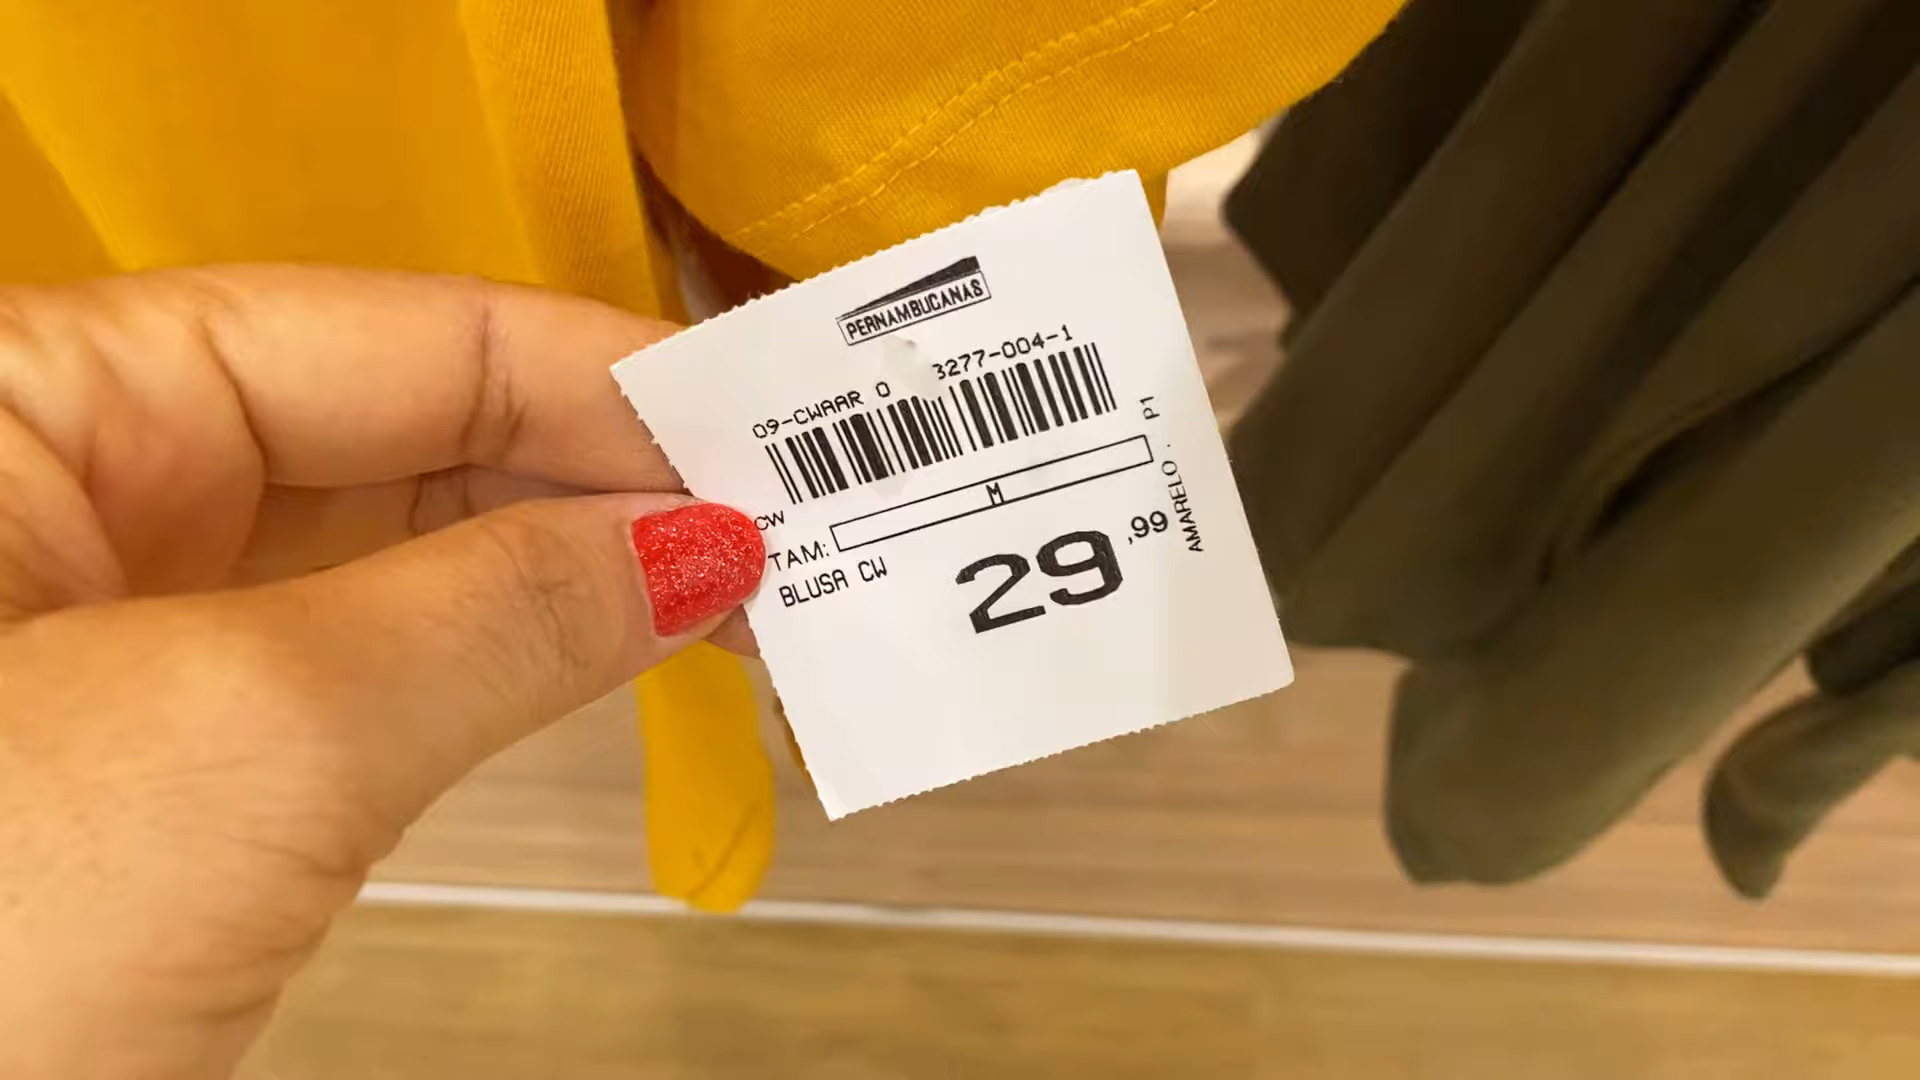 PERNAMBUCANAS
09-CWAAR 0 3277-004-1
P1
CW
TAM: M
AMARELO .
BLUSA CW
29,99